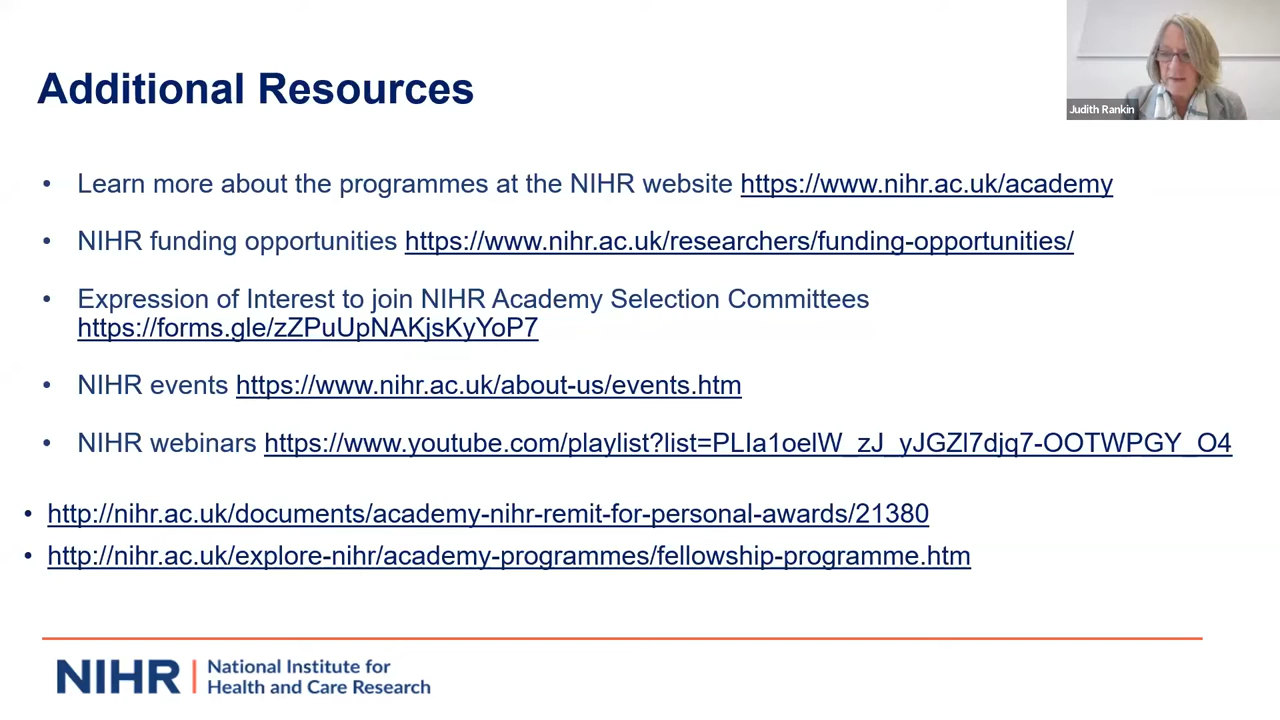 Additional Resources
Judith Rankin
• Learn more about the programmes at the NIHR website https://www.nihr.ac.uk/academy
• NIHR funding opportunities https://www.nihr.ac.uk/researchers/funding-opportunities/
• Expression of Interest to join NIHR Academy Selection Committees
https://forms.gle/zZPuUpNAKjsKyYoP7
• NIHR events https://www.nihr.ac.uk/about-us/events.htm
• NIHR webinars https://www.youtube.com/playlist?list=PLIa1oelW_zJ_yJGZl7djq7-OOTWPGY_O4
• http://nihr.ac.uk/documents/academy-nihr-remit-for-personal-awards/21380
• http://nihr.ac.uk/explore-nihr/academy-programmes/fellowship-programme.htm
NIHR | National Institute for
Health and Care Research